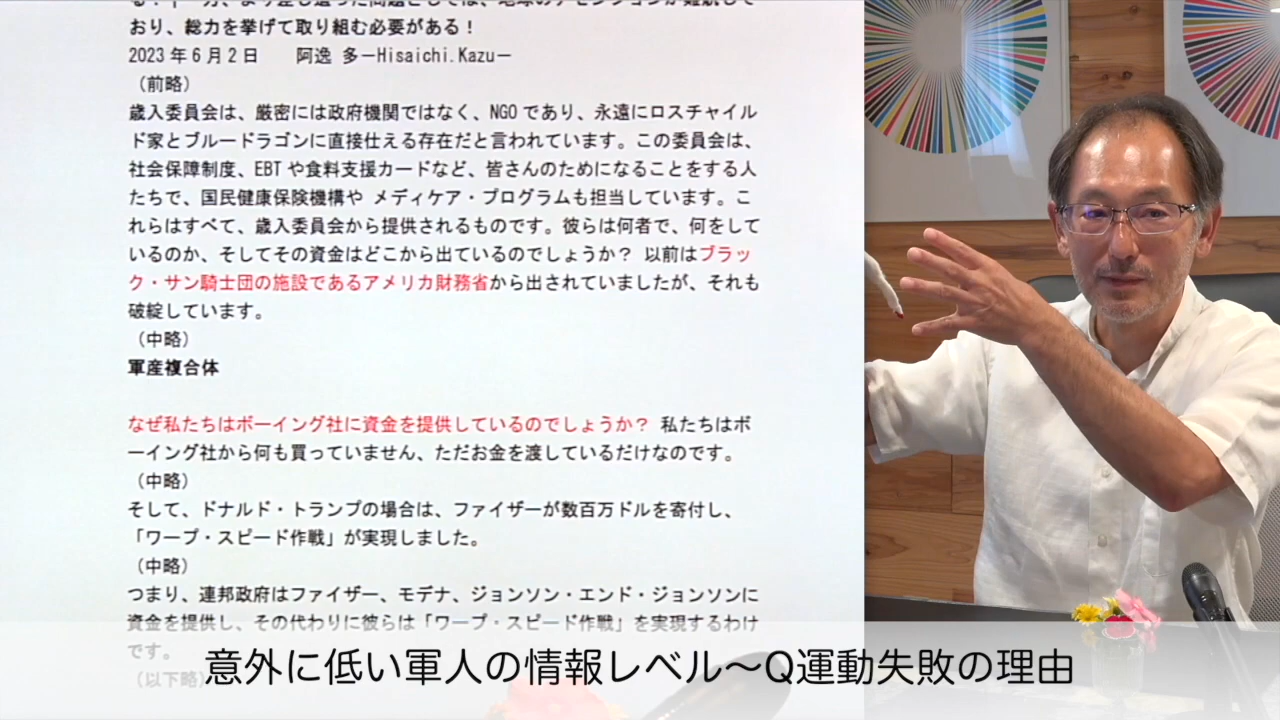 おり、総力を挙げて取り組む必要がある！
2023年6月2日　　阿逸 多－Hisaichi.Kazu－
（前略）
歳入委員会は、厳密には政府機関ではなく、NGOであり、永遠にロスチャイル
ド家とブルードラゴンに直接仕える存在だと言われています。この委員会は、
社会保障制度、EBTや食料支援カードなど、皆さんのためになることをする人
たちで、国民健康保険機構や メディケア・プログラムも担当しています。こ
れらはすべて、歳入委員会から提供されるものです。彼らは何者で、何をして
いるのか、そしてその資金はどこから出ているのでしょうか？ 以前はブラッ
ク・サン騎士団の施設であるアメリカ財務省から出されていましたが、それも
破綻しています。
（中略）
軍産複合体
なぜ私たちはボーイング社に資金を提供しているのでしょうか？ 私たちはボ
ーイング社から何も買っていません、ただお金を渡しているだけなのです。
（中略）
そして、ドナルド・トランプの場合は、ファイザーが数百万ドルを寄付し、
「ワープ・スピード作戦」が実現しました。
（中略）
つまり、連邦政府はファイザー、モデナ、ジョンソン・エンド・ジョンソンに
資金を提供し、その代わりに彼らは「ワープ・スピード作戦」を実現するわけ
です。
（以下略）
意外に低い軍人の情報レベル～Q運動失敗の理由